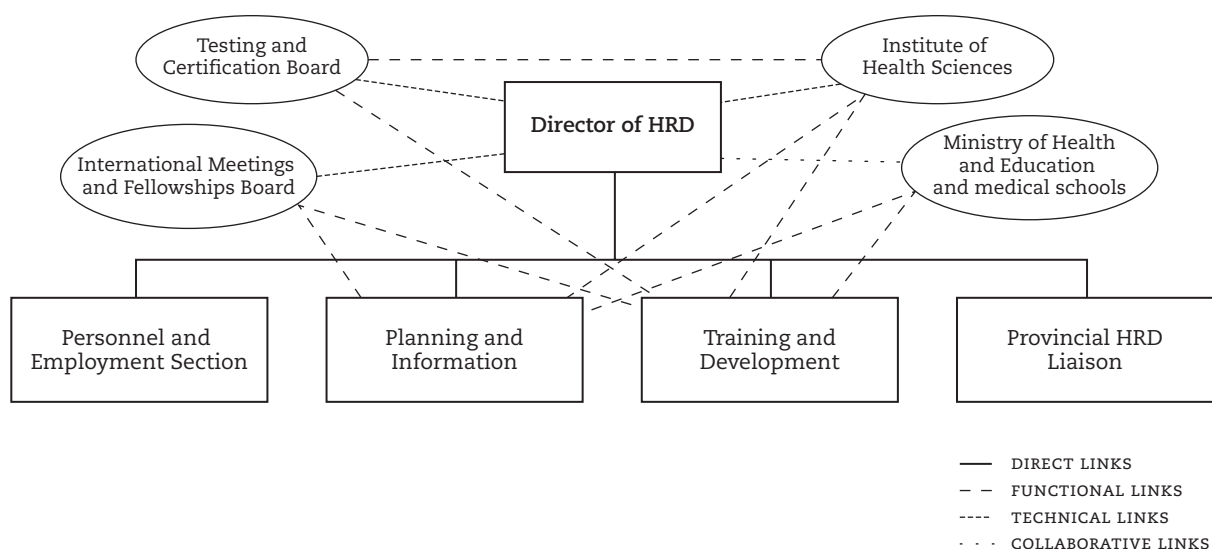 Testing and
Certification Board
Institute of
Health Sciences
Director of HRD
International Meetings
and Fellowships Board
Ministry of Health
and Education
and medical schools
Personnel and
Employment Section
Planning and
Information
Training and
Development
Provincial HRD
Liaison
DIRECT LINKS
FUNCTIONAL LINKS
TECHNICAL LINKS
COLLABORATIVE LINKS